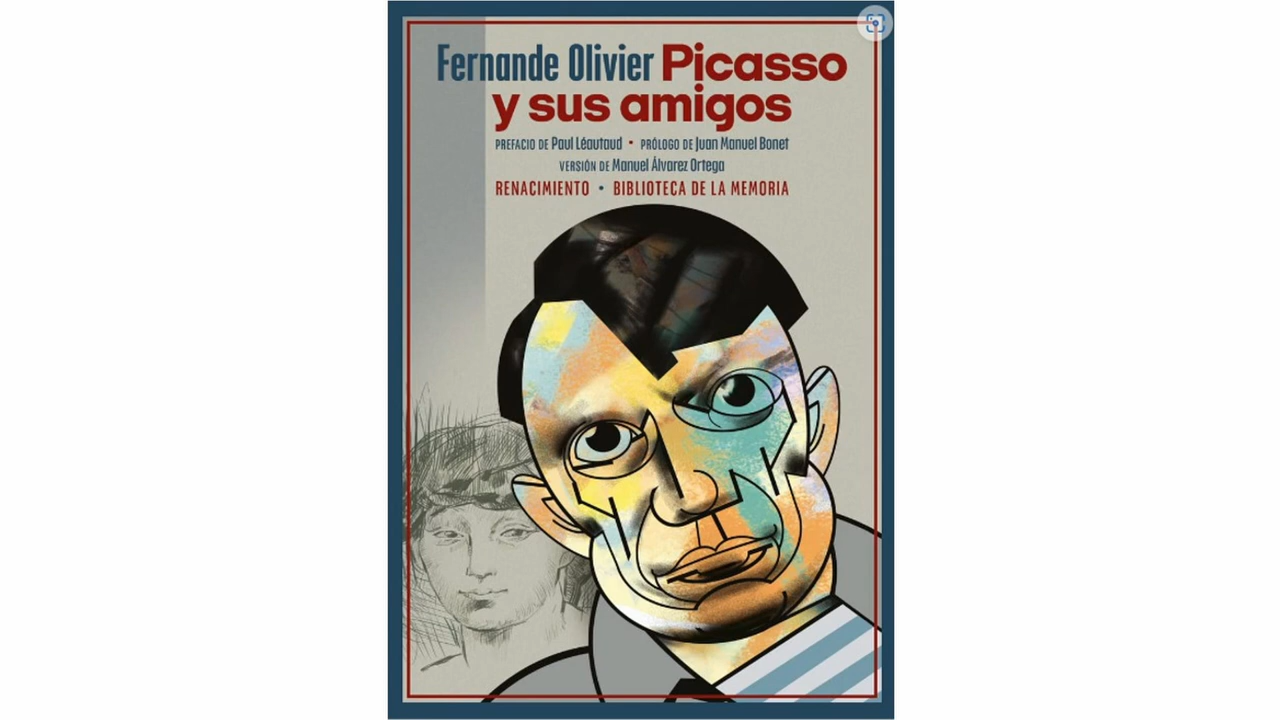 Fernande Olivier Picasso
y sus amigos
PREFACIO DE Paul Léautaud • PRÓLOGO DE Juan Manuel Bonet
VERSIÓN DE Manuel Álvarez Ortega
RENACIMIENTO • BIBLIOTECA DE LA MEMORIA